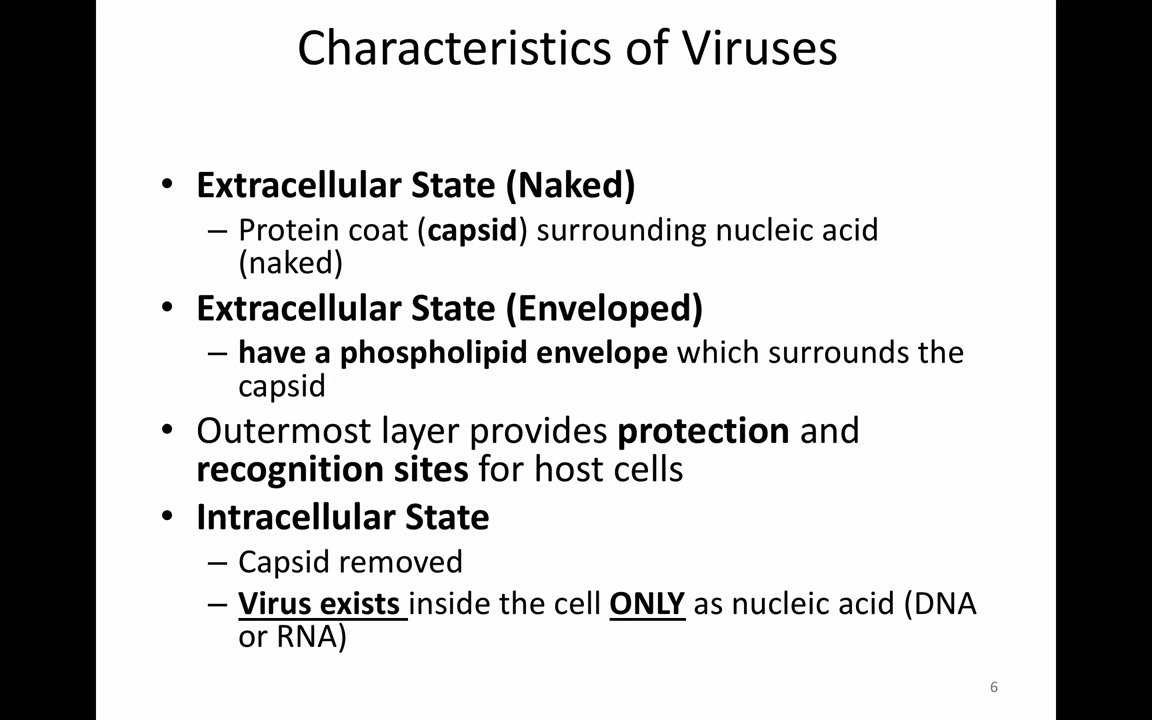 Characteristics of Viruses
• Extracellular State (Naked)
– Protein coat (capsid) surrounding nucleic acid
(naked)
• Extracellular State (Enveloped)
– have a phospholipid envelope which surrounds the
capsid
• Outermost layer provides protection and
recognition sites for host cells
• Intracellular State
– Capsid removed
– Virus exists inside the cell ONLY as nucleic acid (DNA
or RNA)
6